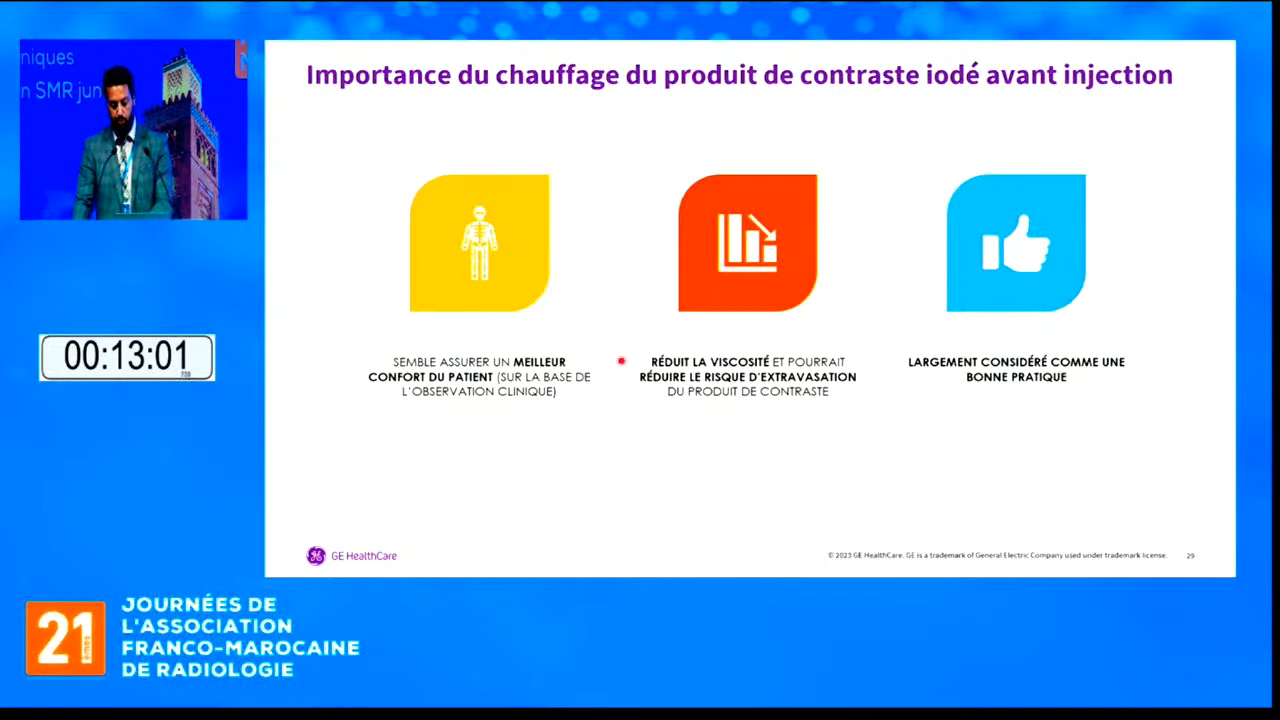 niques
n SMR jun
Importance du chauffage du produit de contraste iodé avant injection
SEMBLE ASSURER UN MEILLEUR
CONFORT DU PATIENT (SUR LA BASE DE
L'OBSERVATION CLINIQUE)
RÉDUIT LA VISCOSITÉ ET POURRAIT
RÉDUIRE LE RISQUE D'EXTRAVASATION
DU PRODUIT DE CONTRASTE
LARGEMENT CONSIDÉRÉ COMME UNE
BONNE PRATIQUE
00:13:01
GE HealthCare
© 2023 GE HealthCare. GE is a trademark of General Electric Company used under trademark license.
29
21
èmes
JOURNÉES DE
L'ASSOCIATION
FRANCO-MAROCAINE
DE RADIOLOGIE